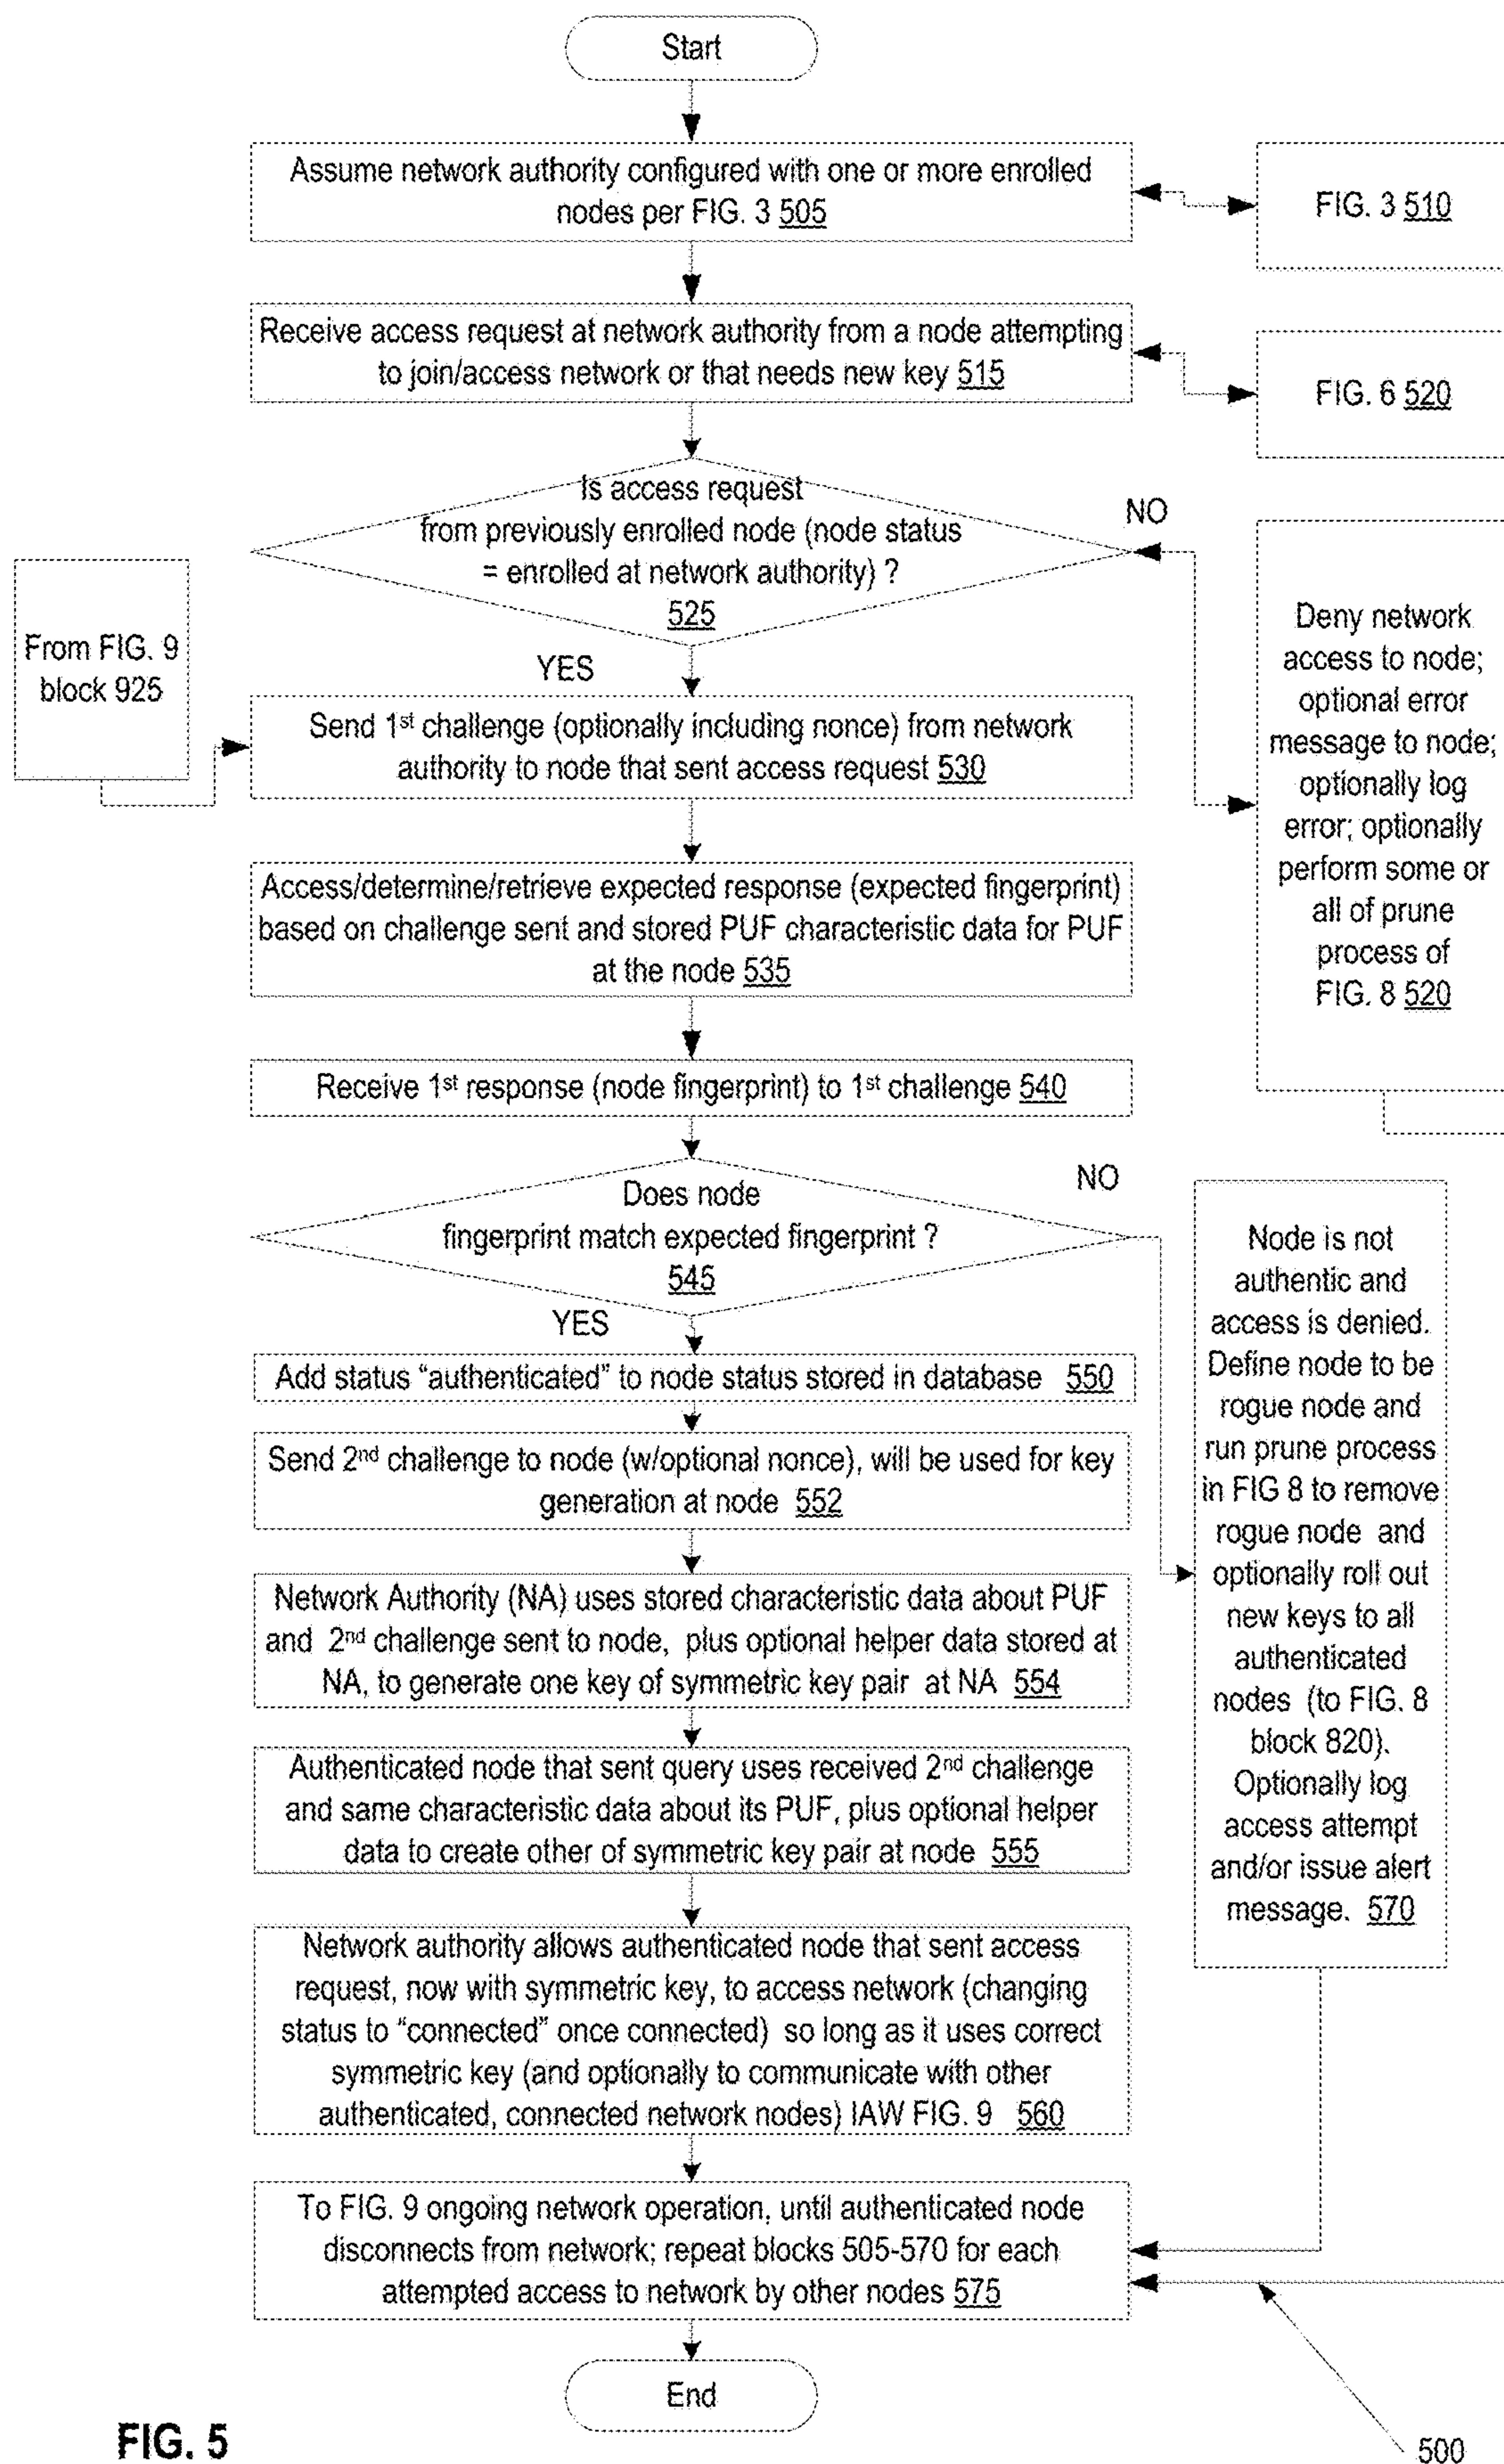 Start
Assume network authority configured with one or more enrolled
nodes per FIG. 3 505
FIG. 3 510
Receive access request at network authority from a node attempting
to join/access network or that needs new key 515
FIG. 6 520
Is access request
from previously enrolled node (node status
= enrolled at network authority) ?
525
NO
YES
From FIG. 9
block 925
Deny network
access to node;
optional error
message to node;
optionally log
error; optionally
perform some or
all of prune
process of
FIG. 8 520
Send 1st challenge (optionally including nonce) from network
authority to node that sent access request 530
Access/determine/retrieve expected response (expected fingerprint)
based on challenge sent and stored PUF characteristic data for PUF
at the node 535
Receive 1st response (node fingerprint) to 1st challenge 540
Does node
fingerprint match expected fingerprint ?
545
NO
YES
Node is not
authentic and
access is denied.
Define node to be
rogue node and
run prune process
in FIG 8 to remove
rogue node and
optionally roll out
new keys to all
authenticated
nodes (to FIG. 8
block 820).
Optionally log
access attempt
and/or issue alert
message. 570
Add status “authenticated” to node status stored in database 550
Send 2nd challenge to node (w/optional nonce), will be used for key
generation at node 552
Network Authority (NA) uses stored characteristic data about PUF
and 2nd challenge sent to node, plus optional helper data stored at
NA, to generate one key of symmetric key pair at NA 554
Authenticated node that sent query uses received 2nd challenge
and same characteristic data about its PUF, plus optional helper
data to create other of symmetric key pair at node 555
Network authority allows authenticated node that sent access
request, now with symmetric key, to access network (changing
status to “connected” once connected) so long as it uses correct
symmetric key (and optionally to communicate with other
authenticated, connected network nodes) IAW FIG. 9 560
To FIG. 9 ongoing network operation, until authenticated node
disconnects from network; repeat blocks 505-570 for each
attempted access to network by other nodes 575
End
FIG. 5
500